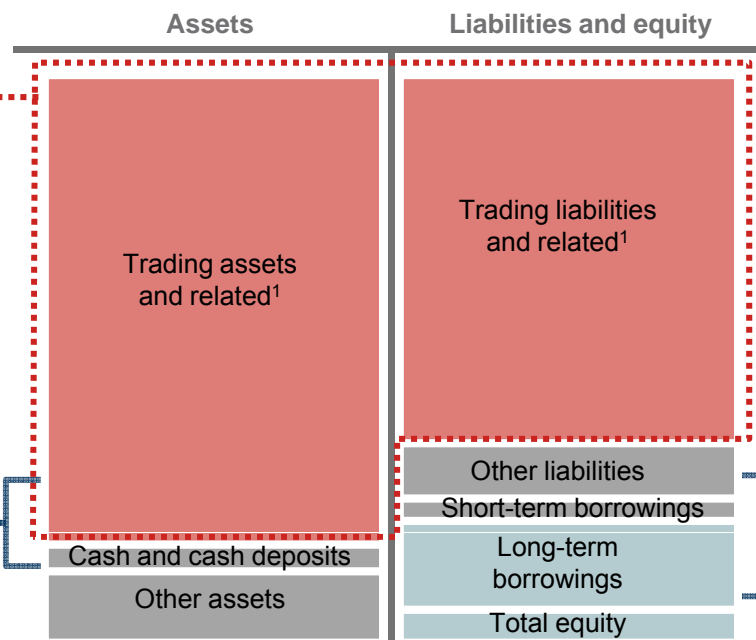 Assets
Liabilities and equity
Trading assets
and related¹
Trading liabilities
and related¹
Other liabilities
Short-term borrowings
Cash and cash deposits
Long-term
borrowings
Other assets
Total equity